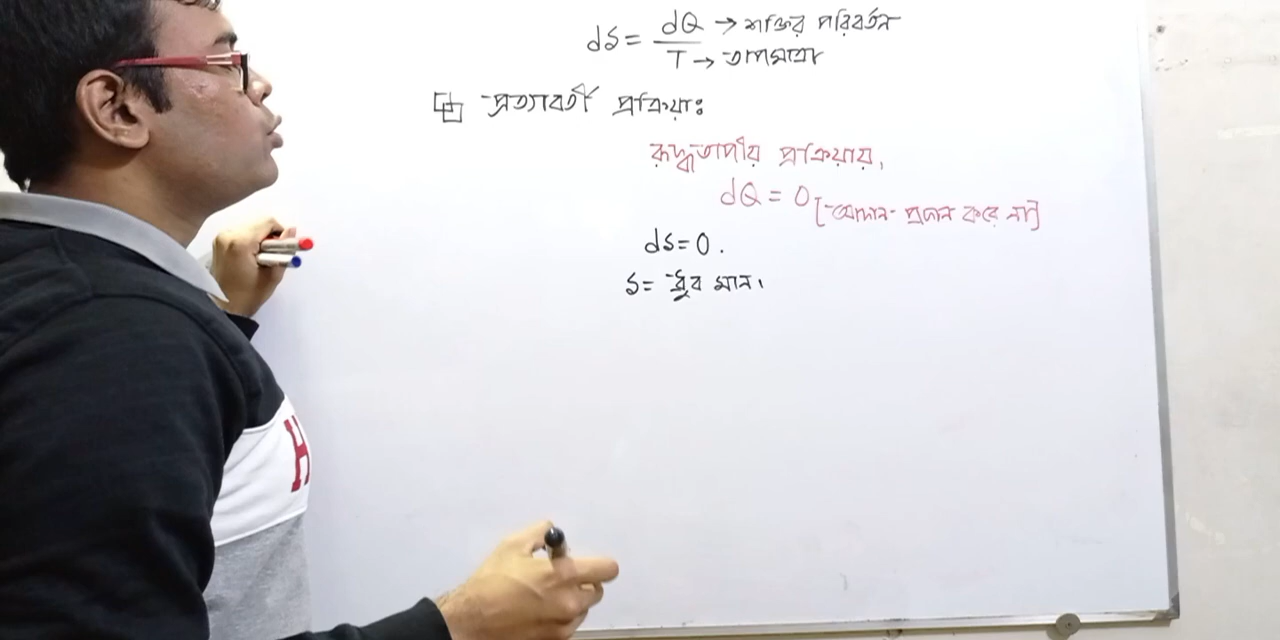 dS = dQ → শক্তির পরিবর্তন
T → তাপমাত্রা
প্রত্যাবর্তী প্রক্রিয়াঃ
রুদ্ধতাপীয় প্রক্রিয়ায়,
dQ = 0 [-আদান-প্রদান করে না]
dS=0.
S= ধ্রুব মান।
H